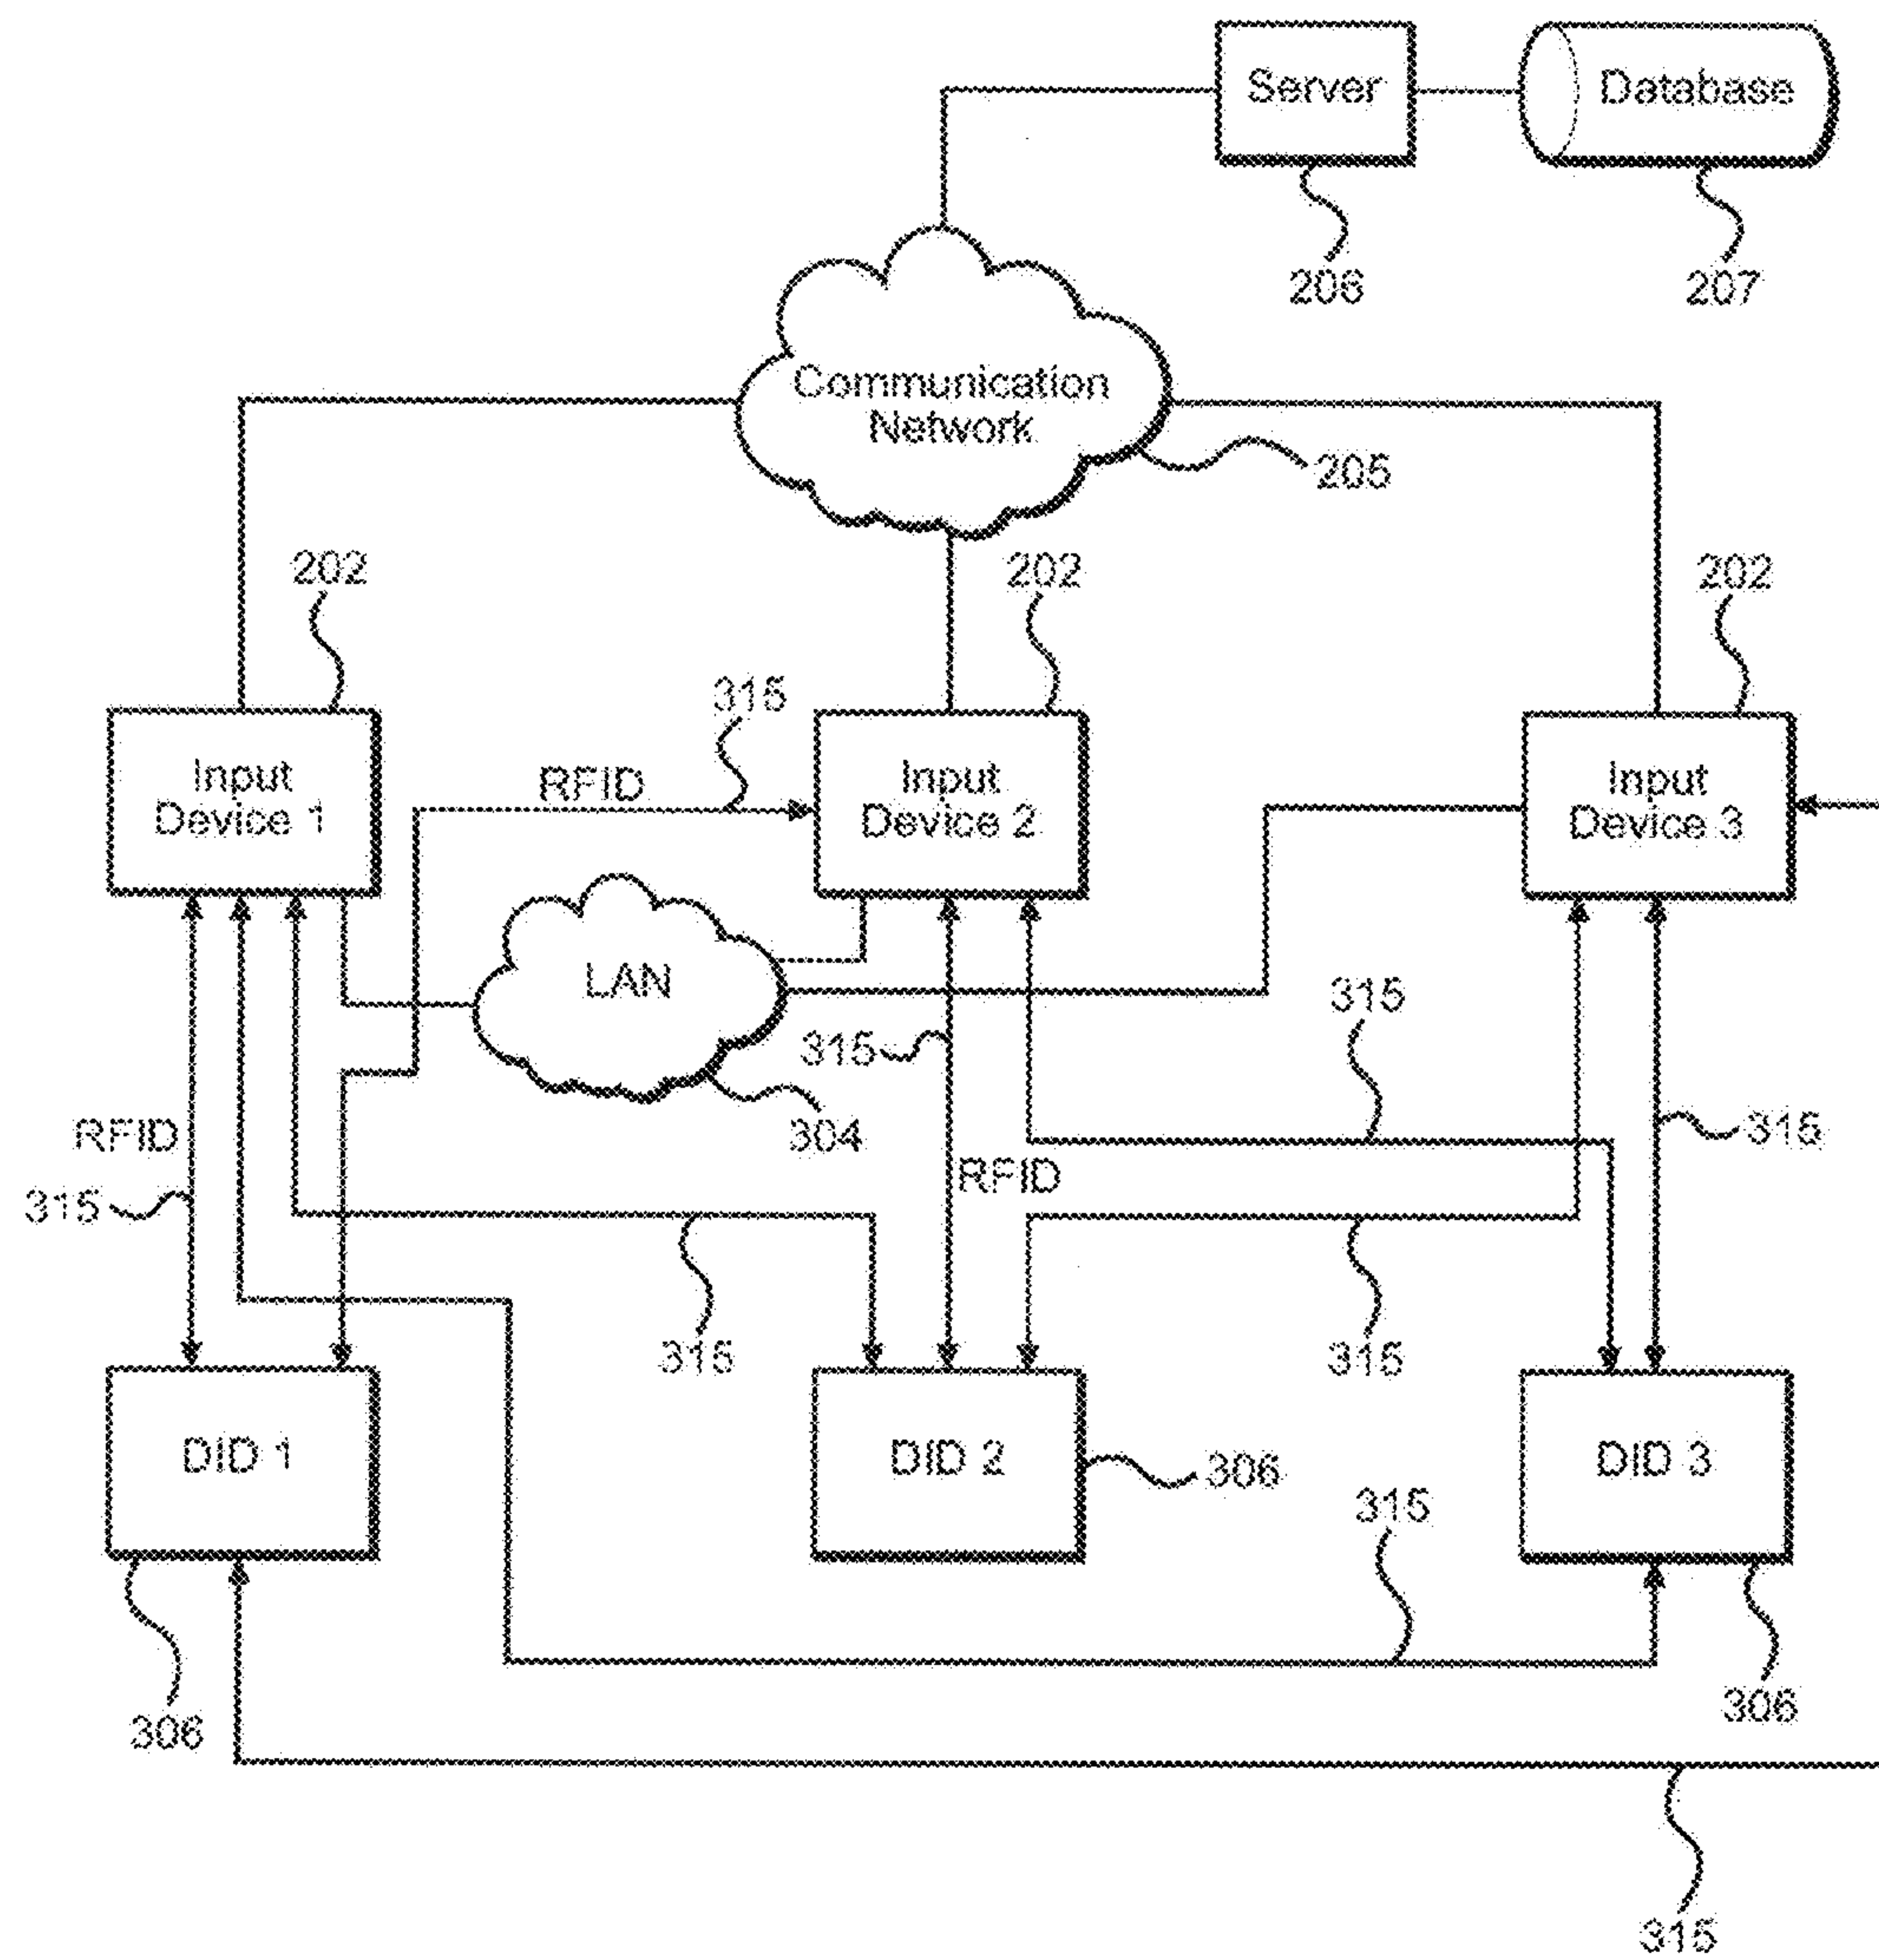 Server
Database
206
207
Communication
Network
205
202
202
202
315
Input
Device 1
RFID
Input
Device 2
Input
Device 3
LAN
315
315
304
RFID
315
315
RFID
315
315
315
DID 1
DID 2
306
DID 3
315
306
306
315